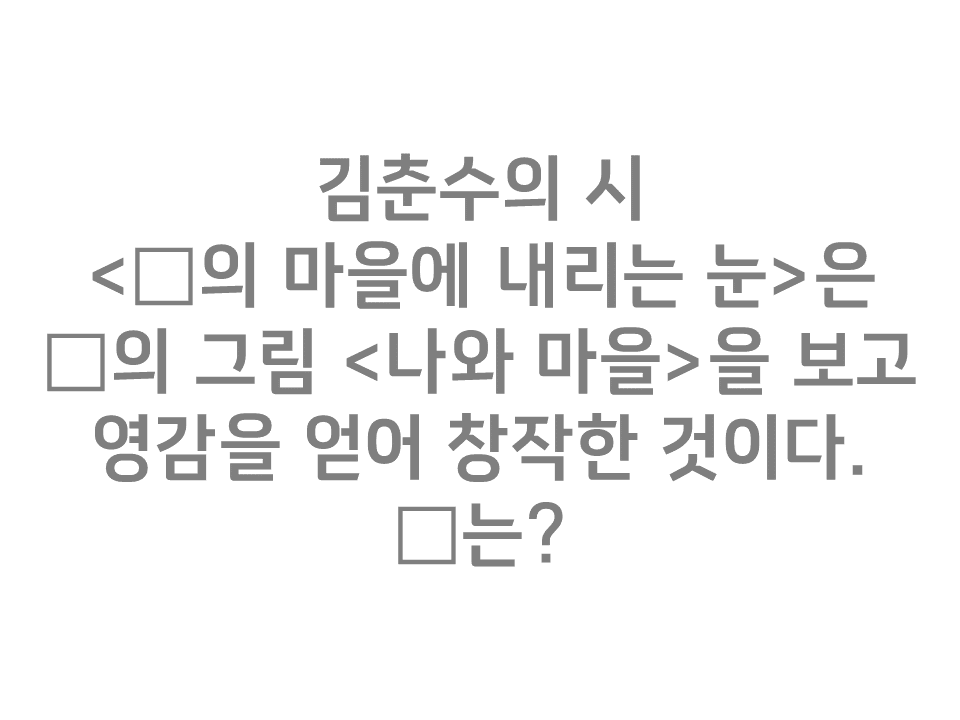 김춘수의 시
<□의 마을에 내리는 눈>은
□의 그림 <나와 마을>을 보고
영감을 얻어 창작한 것이다.
□는?